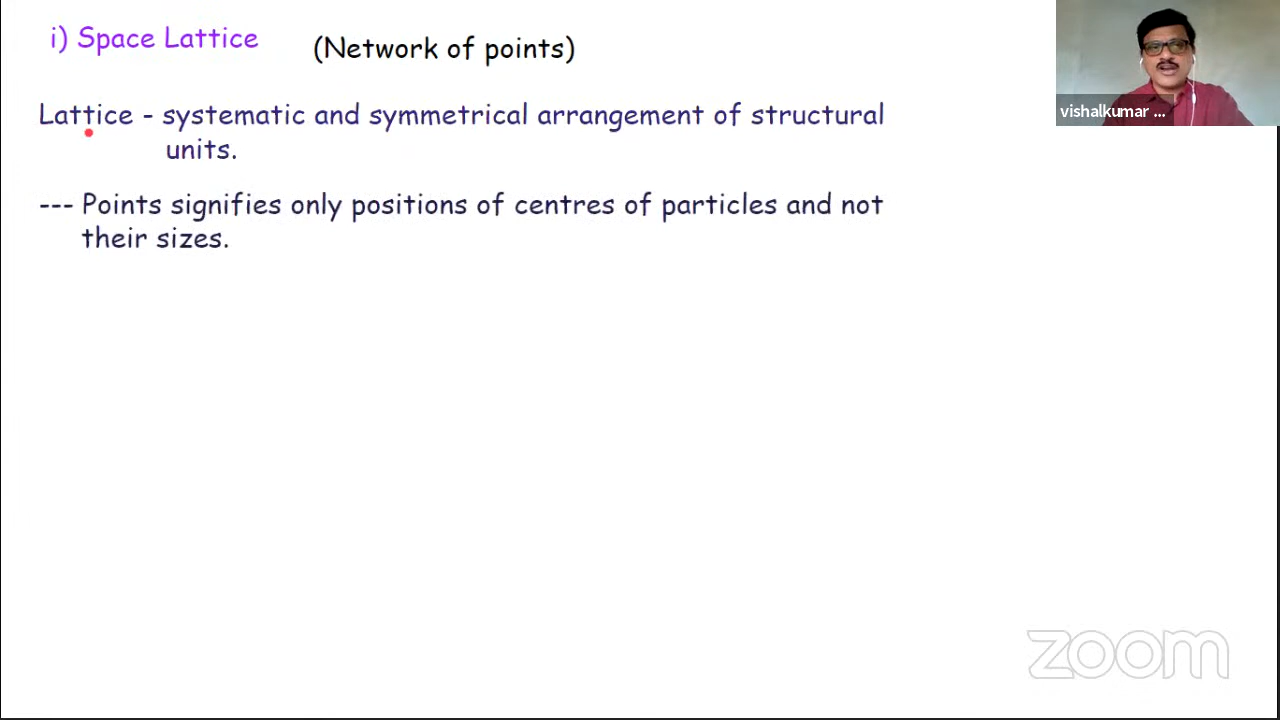 i) Space Lattice (Network of points)
Lattice - systematic and symmetrical arrangement of structural
units.
--- Points signifies only positions of centres of particles and not
their sizes.
vishalkumar ...
zoom